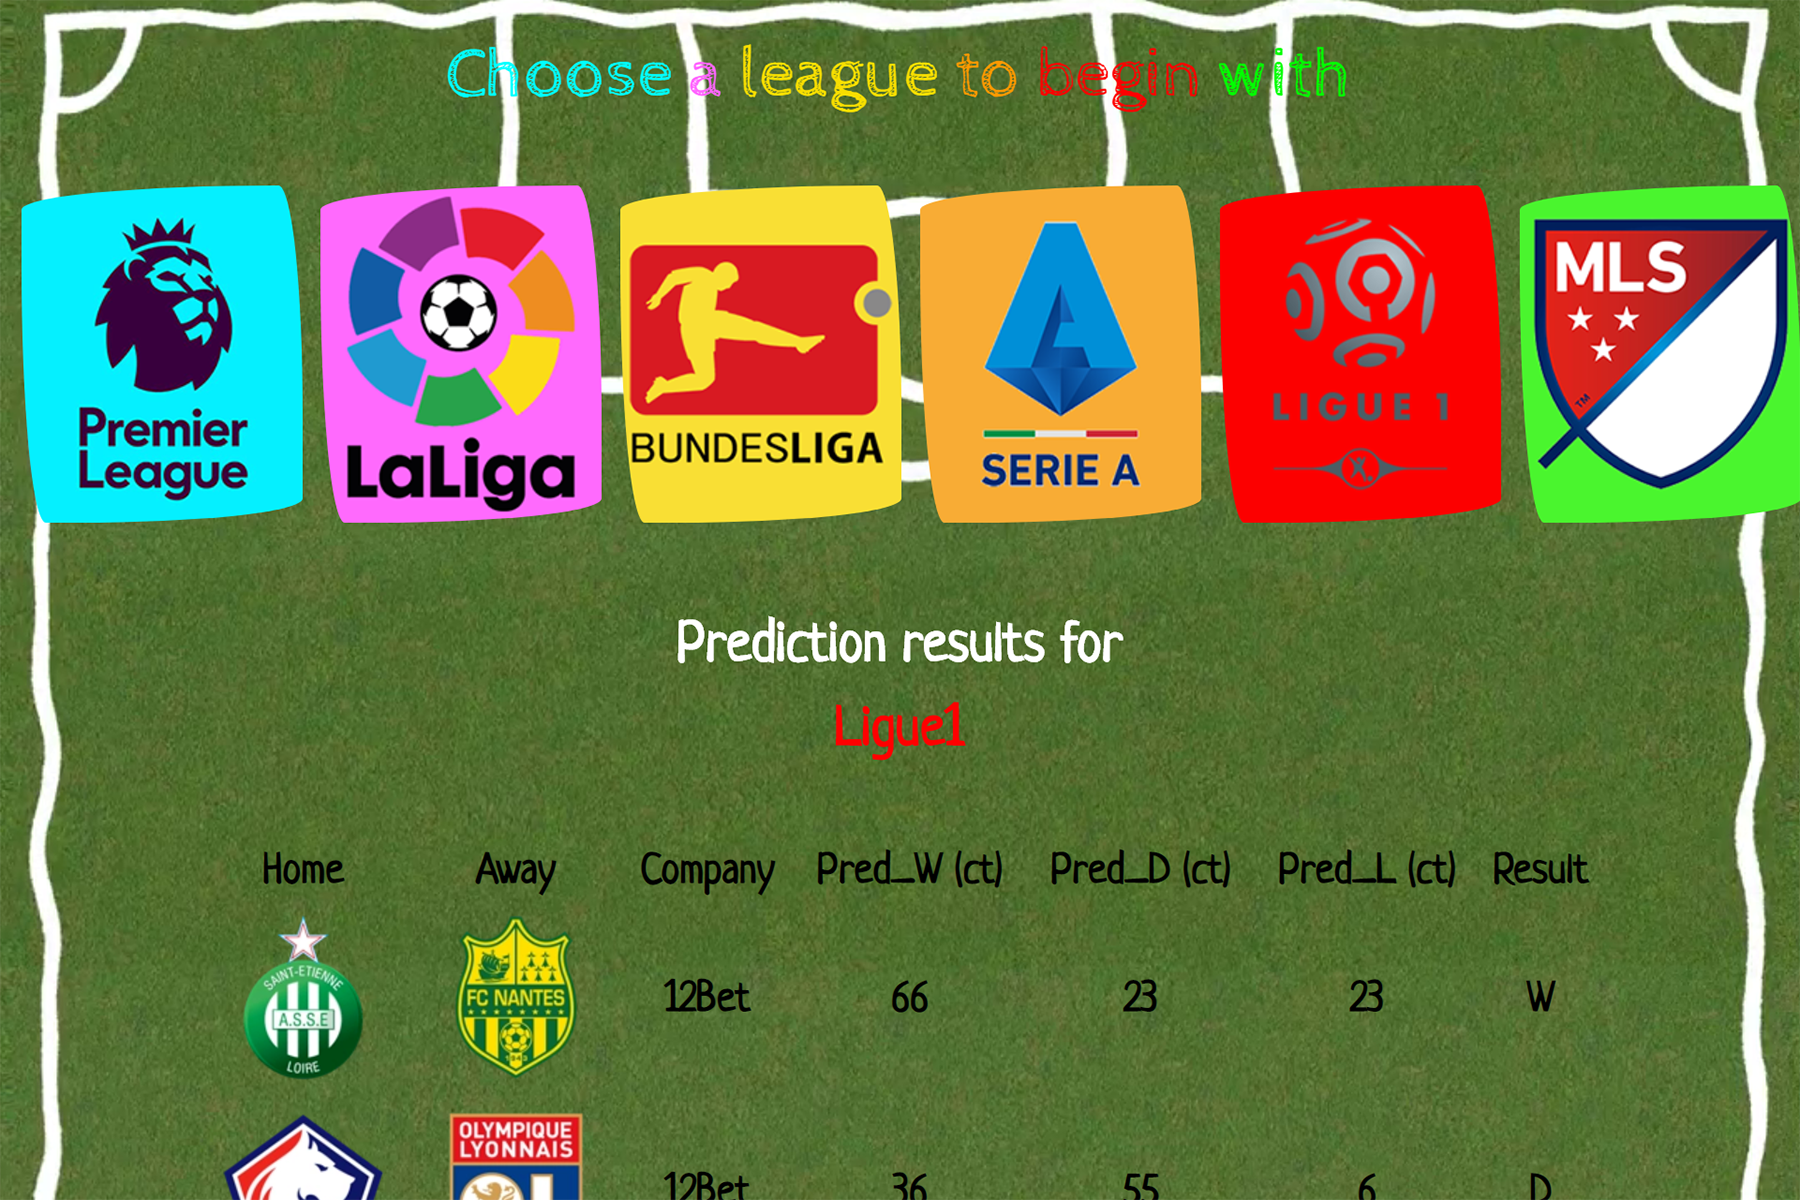 Choose a league to begin with
Premier
League
LaLiga
BUNDESLIGA
SERIE A
LIGUE 1
MLS
TM
Prediction results for
Ligue1
Home Away Company Pred_W (ct) Pred_D (ct) Pred_L (ct) Result
SAINT-ETIENNE
A.S.S.E
LOIRE
FC NANTES
12Bet 66 23 23 W
OLYMPIQUE
LYONNAIS
OL
12Bet 36 55 6 D